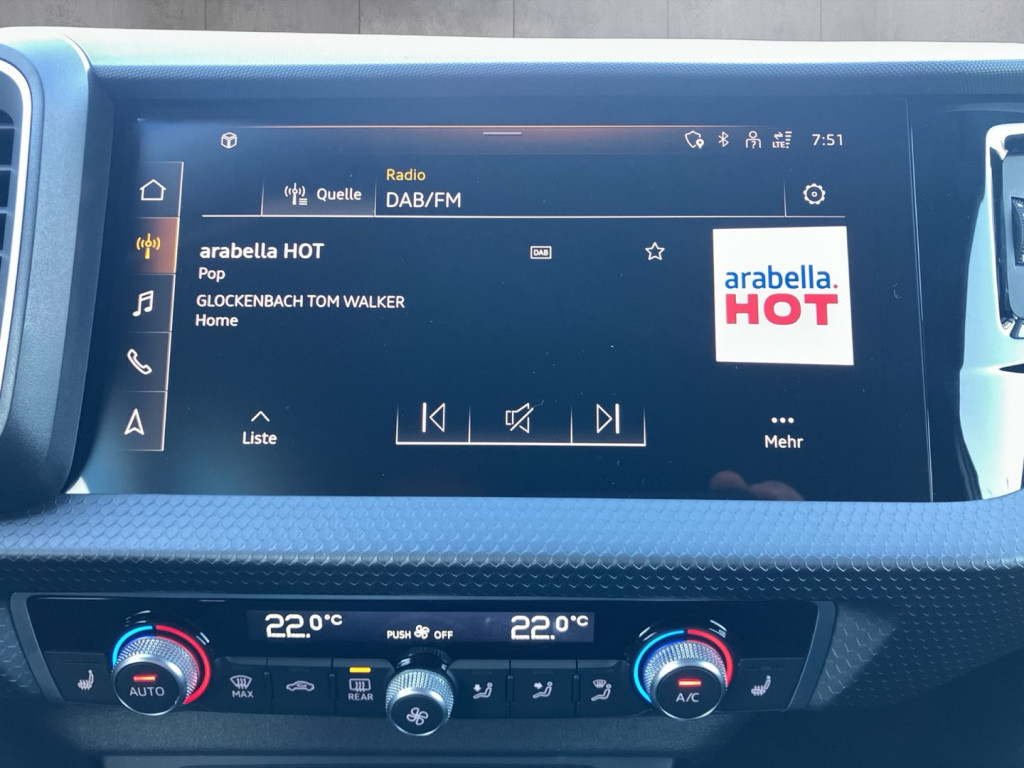 LTE
7:51
Radio
Quelle
DAB/FM
arabella HOT
DAB
Pop
GLOCKENBACH TOM WALKER
Home
arabella.
HOT
Liste
Mehr
22.0°C
PUSH OFF
22.0°C
AUTO
MAX
REAR
A/C